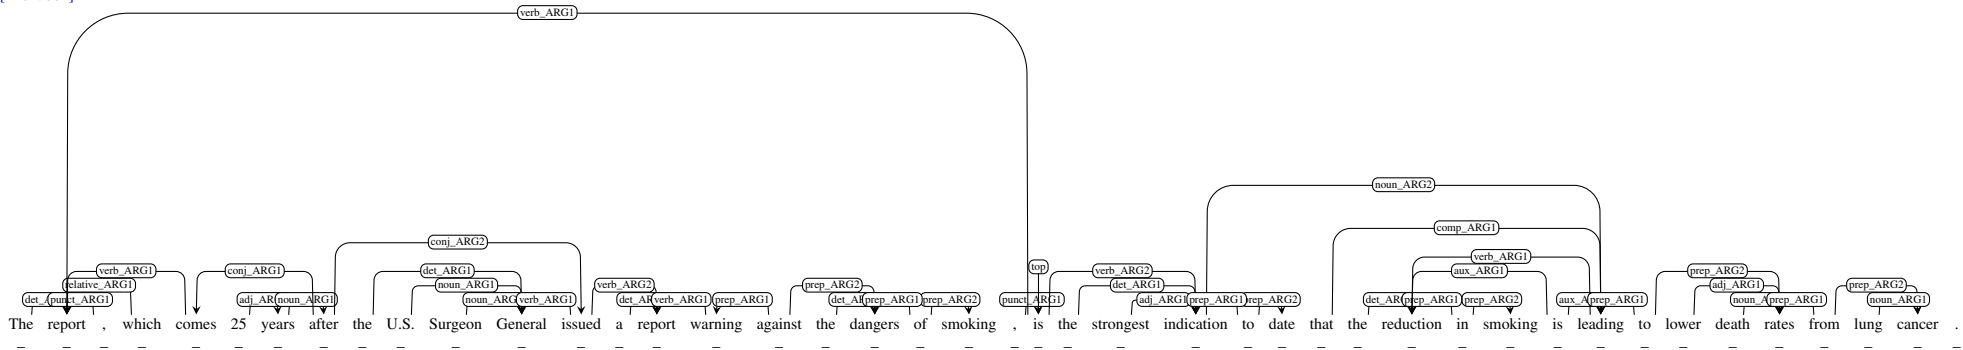 verb_ARG1
noun_ARG2
comp_ARG1
conj_ARG2 verb_ARG1
top
verb_ARG1 conj_ARG1 det_ARG1 verb_ARG2 aux_ARG1 prep_ARG2
relative_ARG1 noun_ARG1 verb_ARG2 prep_ARG2 det_ARG1 adj_ARG1 prep_ARG2
punct_ARG1 noun_ARG1 verb_ARG1 verb_ARG1 prep_ARG1 prep_ARG1 prep_ARG2 punct_ARG1 adj_ARG1 prep_ARG1 prep_ARG1 prep_ARG2 prep_ARG1 prep_ARG1 noun_ARG1
The report , which comes 25 years after the U.S. Surgeon General issued a report warning against the dangers of smoking , is the strongest indication to date that the reduction in smoking is leading to lower death rates from lung cancer .